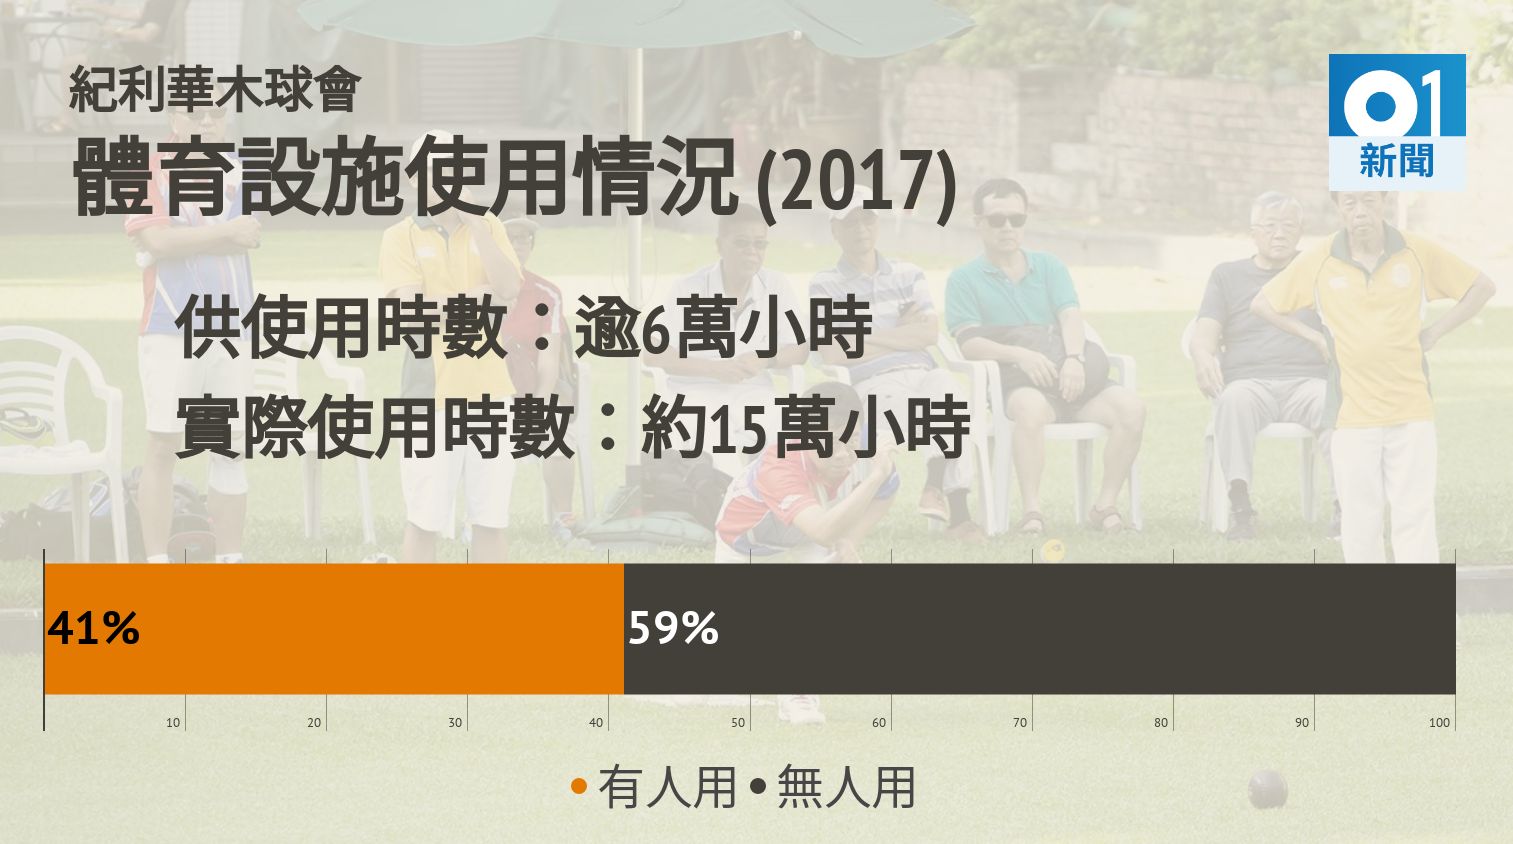 紀利華木球會
體育設施使用情況 (2017)
01
新聞
供使用時數：逾6萬小時
實際使用時數：約15萬小時
41%
59%
10 20 30 40 50 60 70 80 90 100
有人用 無人用